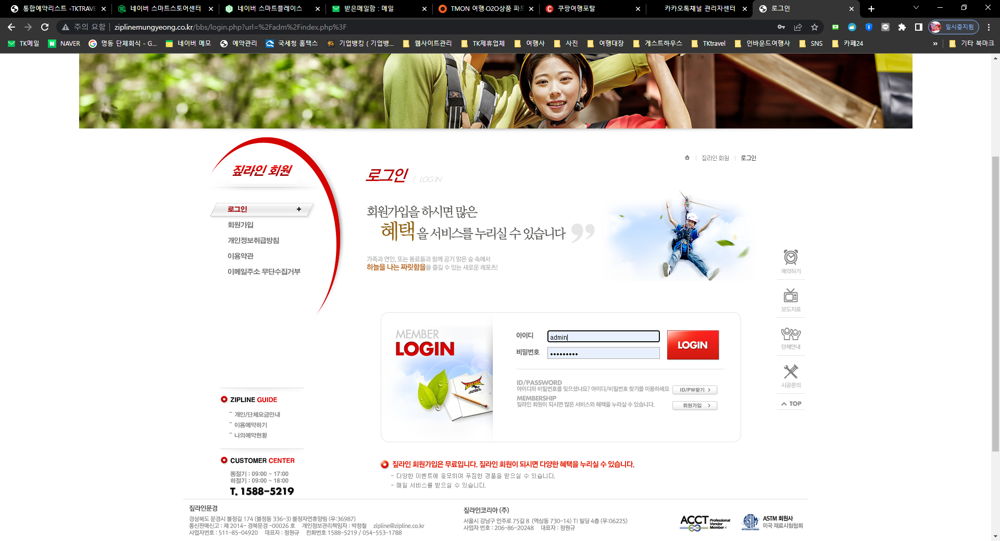 통합예약리스트 -TKTRAVE
네이버 스마트스토어센터
네이버 스마트플레이스
받은메일함 : 메일
TMON 여행·O2O상품 파트
쿠팡여행포탈
카카오톡채널 관리자센터
로그인
주의 요함
ziplinemungyeong.co.kr/bbs/login.php?url=%2Fadm%2Findex.php%3F
일시중지됨
TK메일
NAVER
명동 단체회식 - G...
네이버 메모
예약관리
국세청 홈택스
기업뱅킹 ( 기업뱅...
웹사이트관리
TK제휴업체
여행사
사진
여행대장
게스트하우스
TKtravel
인바운드여행사
SNS
카페24
»
기타 북마크
짚라인 회원
로그인
회원가입
개인정보취급방침
이용약관
이메일주소 무단수집거부
짚라인 회원
로그인
로그인 / LOG IN
회원가입을 하시면 많은
혜택을 서비스를 누리실 수 있습니다
가족과 연인, 또는 동료들과 함께 공기 맑은 숲 속에서
하늘을 나는 짜릿함을을 즐길 수 있는 새로운 레포츠!
예약하기
보도자료
단체안내
시공문의
TOP
MEMBER
LOGIN
ZIPLINE
아이디
admin
비밀번호
•••••••••
LOGIN
ID/PASSWORD
아이디와 비밀번호를 잊으셨나요? 아이디/비밀번호 찾기를 이용하세요
ID/PW찾기 >
MEMBERSHIP
짚라인 회원이 되시면 많은 서비스와 혜택을 누리실 수 있습니다.
회원가입 >
ZIPLINE GUIDE
개인/단체요금안내
이용예약하기
나의예약현황
CUSTOMER CENTER
동절기 : 09:00 ~ 17:00
하절기 : 09:00 ~ 18:00
T. 1588-5219
짚라인 회원가입은 무료입니다. 짚라인 회원이 되시면 다양한 혜택을 누리실 수 있습니다.
- 다양한 이벤트에 응모하여 푸짐한 경품을 받으실 수 있습니다.
- 매일 서비스를 받으실 수 있습니다.
짚라인문경
경상북도 문경시 불정길 174 (불정동 336-3) 불정자연휴양림 (우:36987)
통신판매신고 : 제 2014- 경북문경 -00026 호 개인정보관리책임자 : 박정철 zipline@zipline.co.kr
사업자번호 : 511-85-04920 대표자 : 정원규 전화번호 1588-5219 / 054-553-1788
짚라인코리아 (주)
서울시 강남구 언주로 75길 8 (역삼동 730-14) TI 빌딩 4층 (우:06225)
사업자 번호 : 206-86-20248 대표자 : 정원규
ACCT Professional Vendor Member
ASTM INTERNATIONAL
ASTM 회원사
미국 재료시험협회